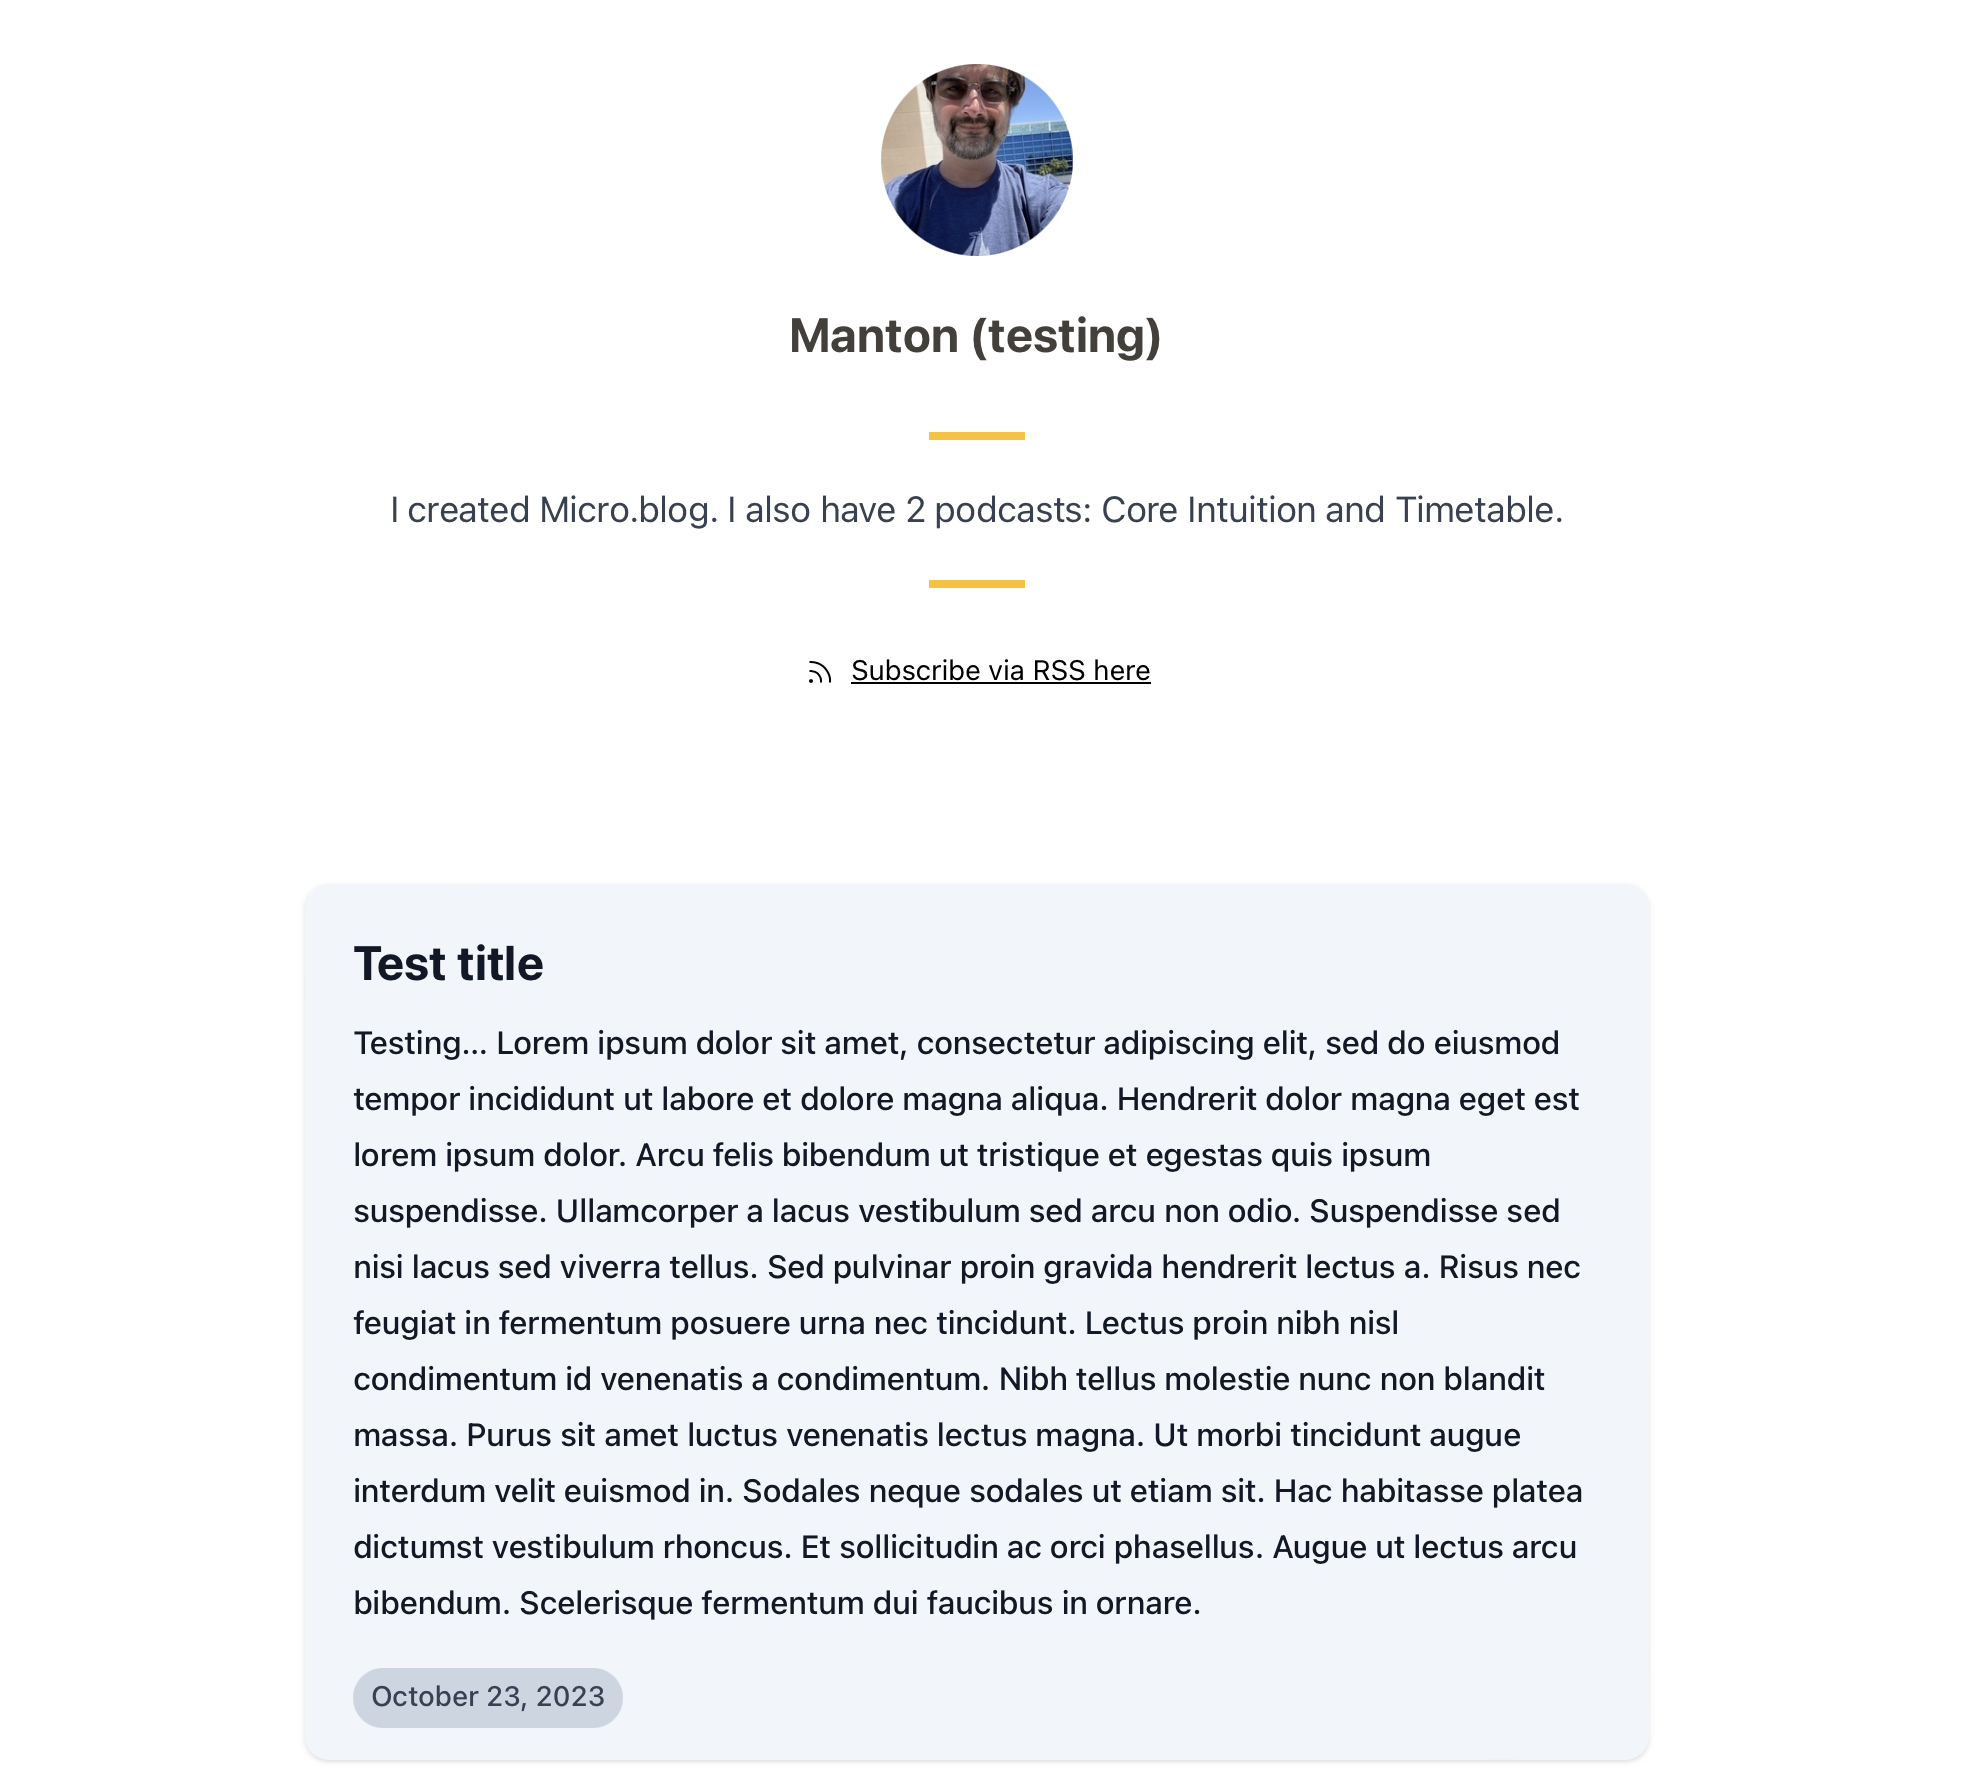 Manton (testing)
I created Micro.blog. I also have 2 podcasts: Core Intuition and Timetable.
Subscribe via RSS here
Test title
Testing... Lorem ipsum dolor sit amet, consectetur adipiscing elit, sed do eiusmod
tempor incididunt ut labore et dolore magna aliqua. Hendrerit dolor magna eget est
lorem ipsum dolor. Arcu felis bibendum ut tristique et egestas quis ipsum
suspendisse. Ullamcorper a lacus vestibulum sed arcu non odio. Suspendisse sed
nisi lacus sed viverra tellus. Sed pulvinar proin gravida hendrerit lectus a. Risus nec
feugiat in fermentum posuere urna nec tincidunt. Lectus proin nibh nisl
condimentum id venenatis a condimentum. Nibh tellus molestie nunc non blandit
massa. Purus sit amet luctus venenatis lectus magna. Ut morbi tincidunt augue
interdum velit euismod in. Sodales neque sodales ut etiam sit. Hac habitasse platea
dictumst vestibulum rhoncus. Et sollicitudin ac orci phasellus. Augue ut lectus arcu
bibendum. Scelerisque fermentum dui faucibus in ornare.
October 23, 2023